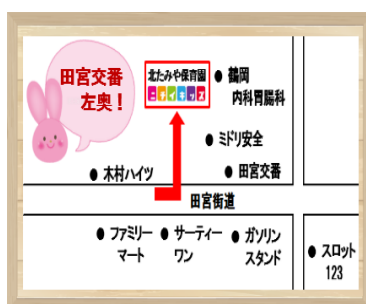 田宮交番
左奥！
北たみや保育園
ニチイキッズ
● 鶴岡
内科胃腸科
● ミドリ安全
● 木村ハイツ
● 田宮交番
田宮街道
● ファミリー
マート
● サーティー
ワン
● ガソリン
スタンド
● スロット
123